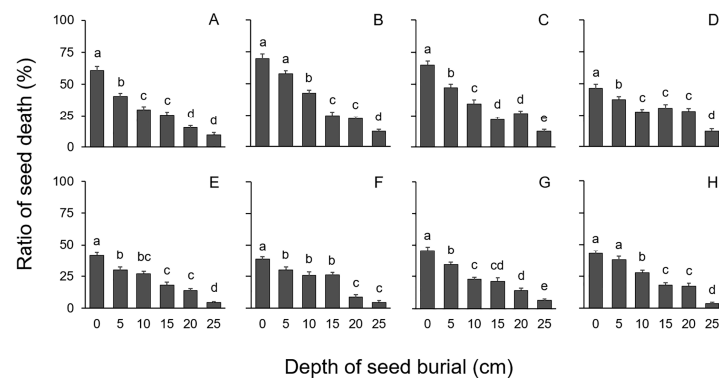 Ratio of seed death (%)
100
75
50
25
0
A
a b c c d d
B
a a b c c d
C
a b c d d e
D
a b c c c d
100
75
50
25
0
E
a b bc c c d
F
a b b b c c
G
a b c cd d e
H
a a b c c d
0 5 10 15 20 25
0 5 10 15 20 25
0 5 10 15 20 25
0 5 10 15 20 25
Depth of seed burial (cm)